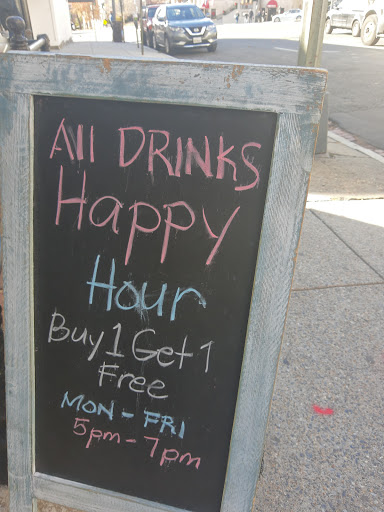 All DRINKS
Happy
Hour
Buy 1 Get 1
Free
MON - FRI
5pm - 7pm